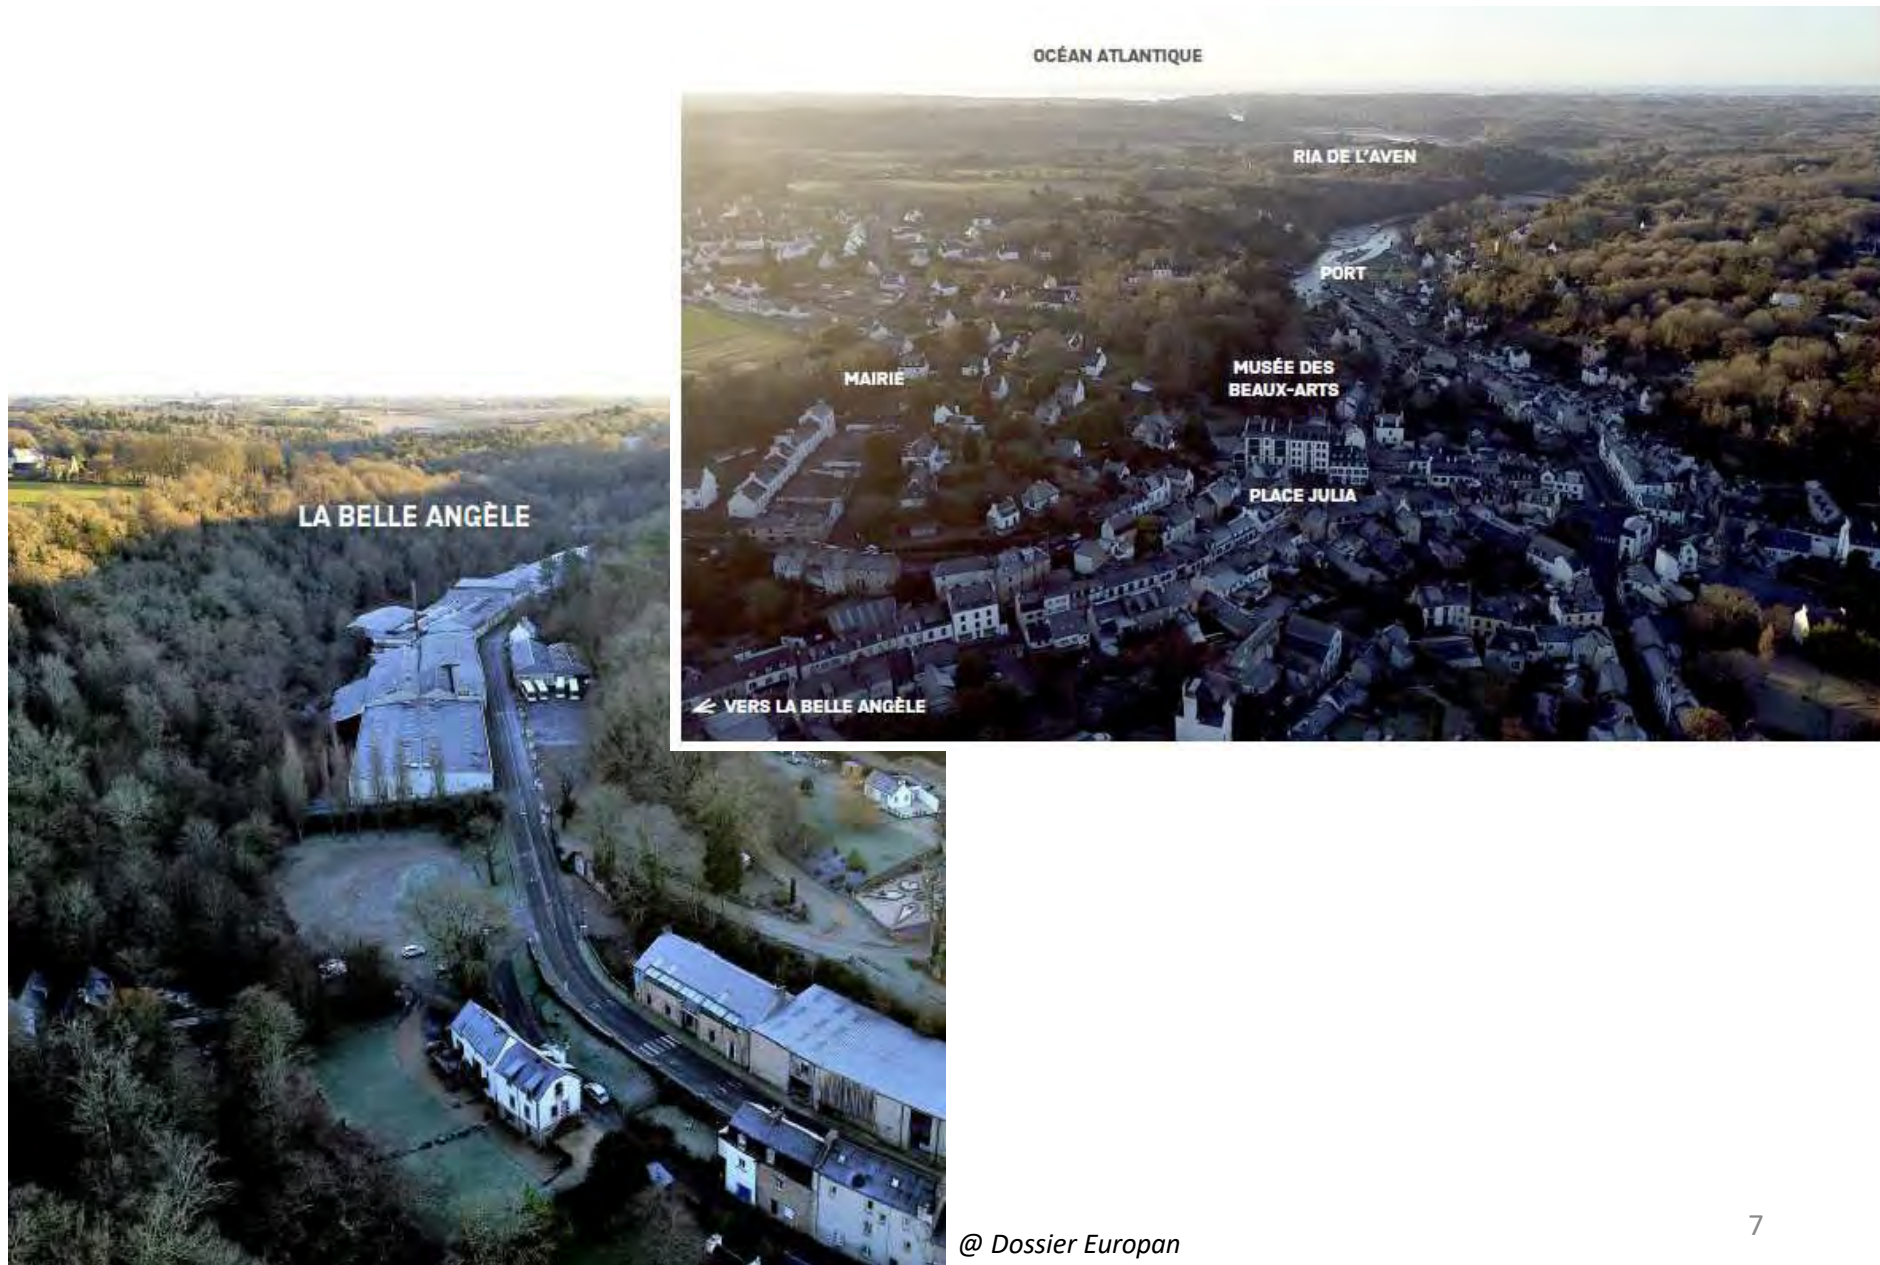 OCÉAN ATLANTIQUE
RIA DE L'AVEN
PORT
MUSÉE DES
BEAUX-ARTS
MAIRIE
PLACE JULIA
VERS LA BELLE ANGÈLE
LA BELLE ANGÈLE
@ Dossier Europan
7